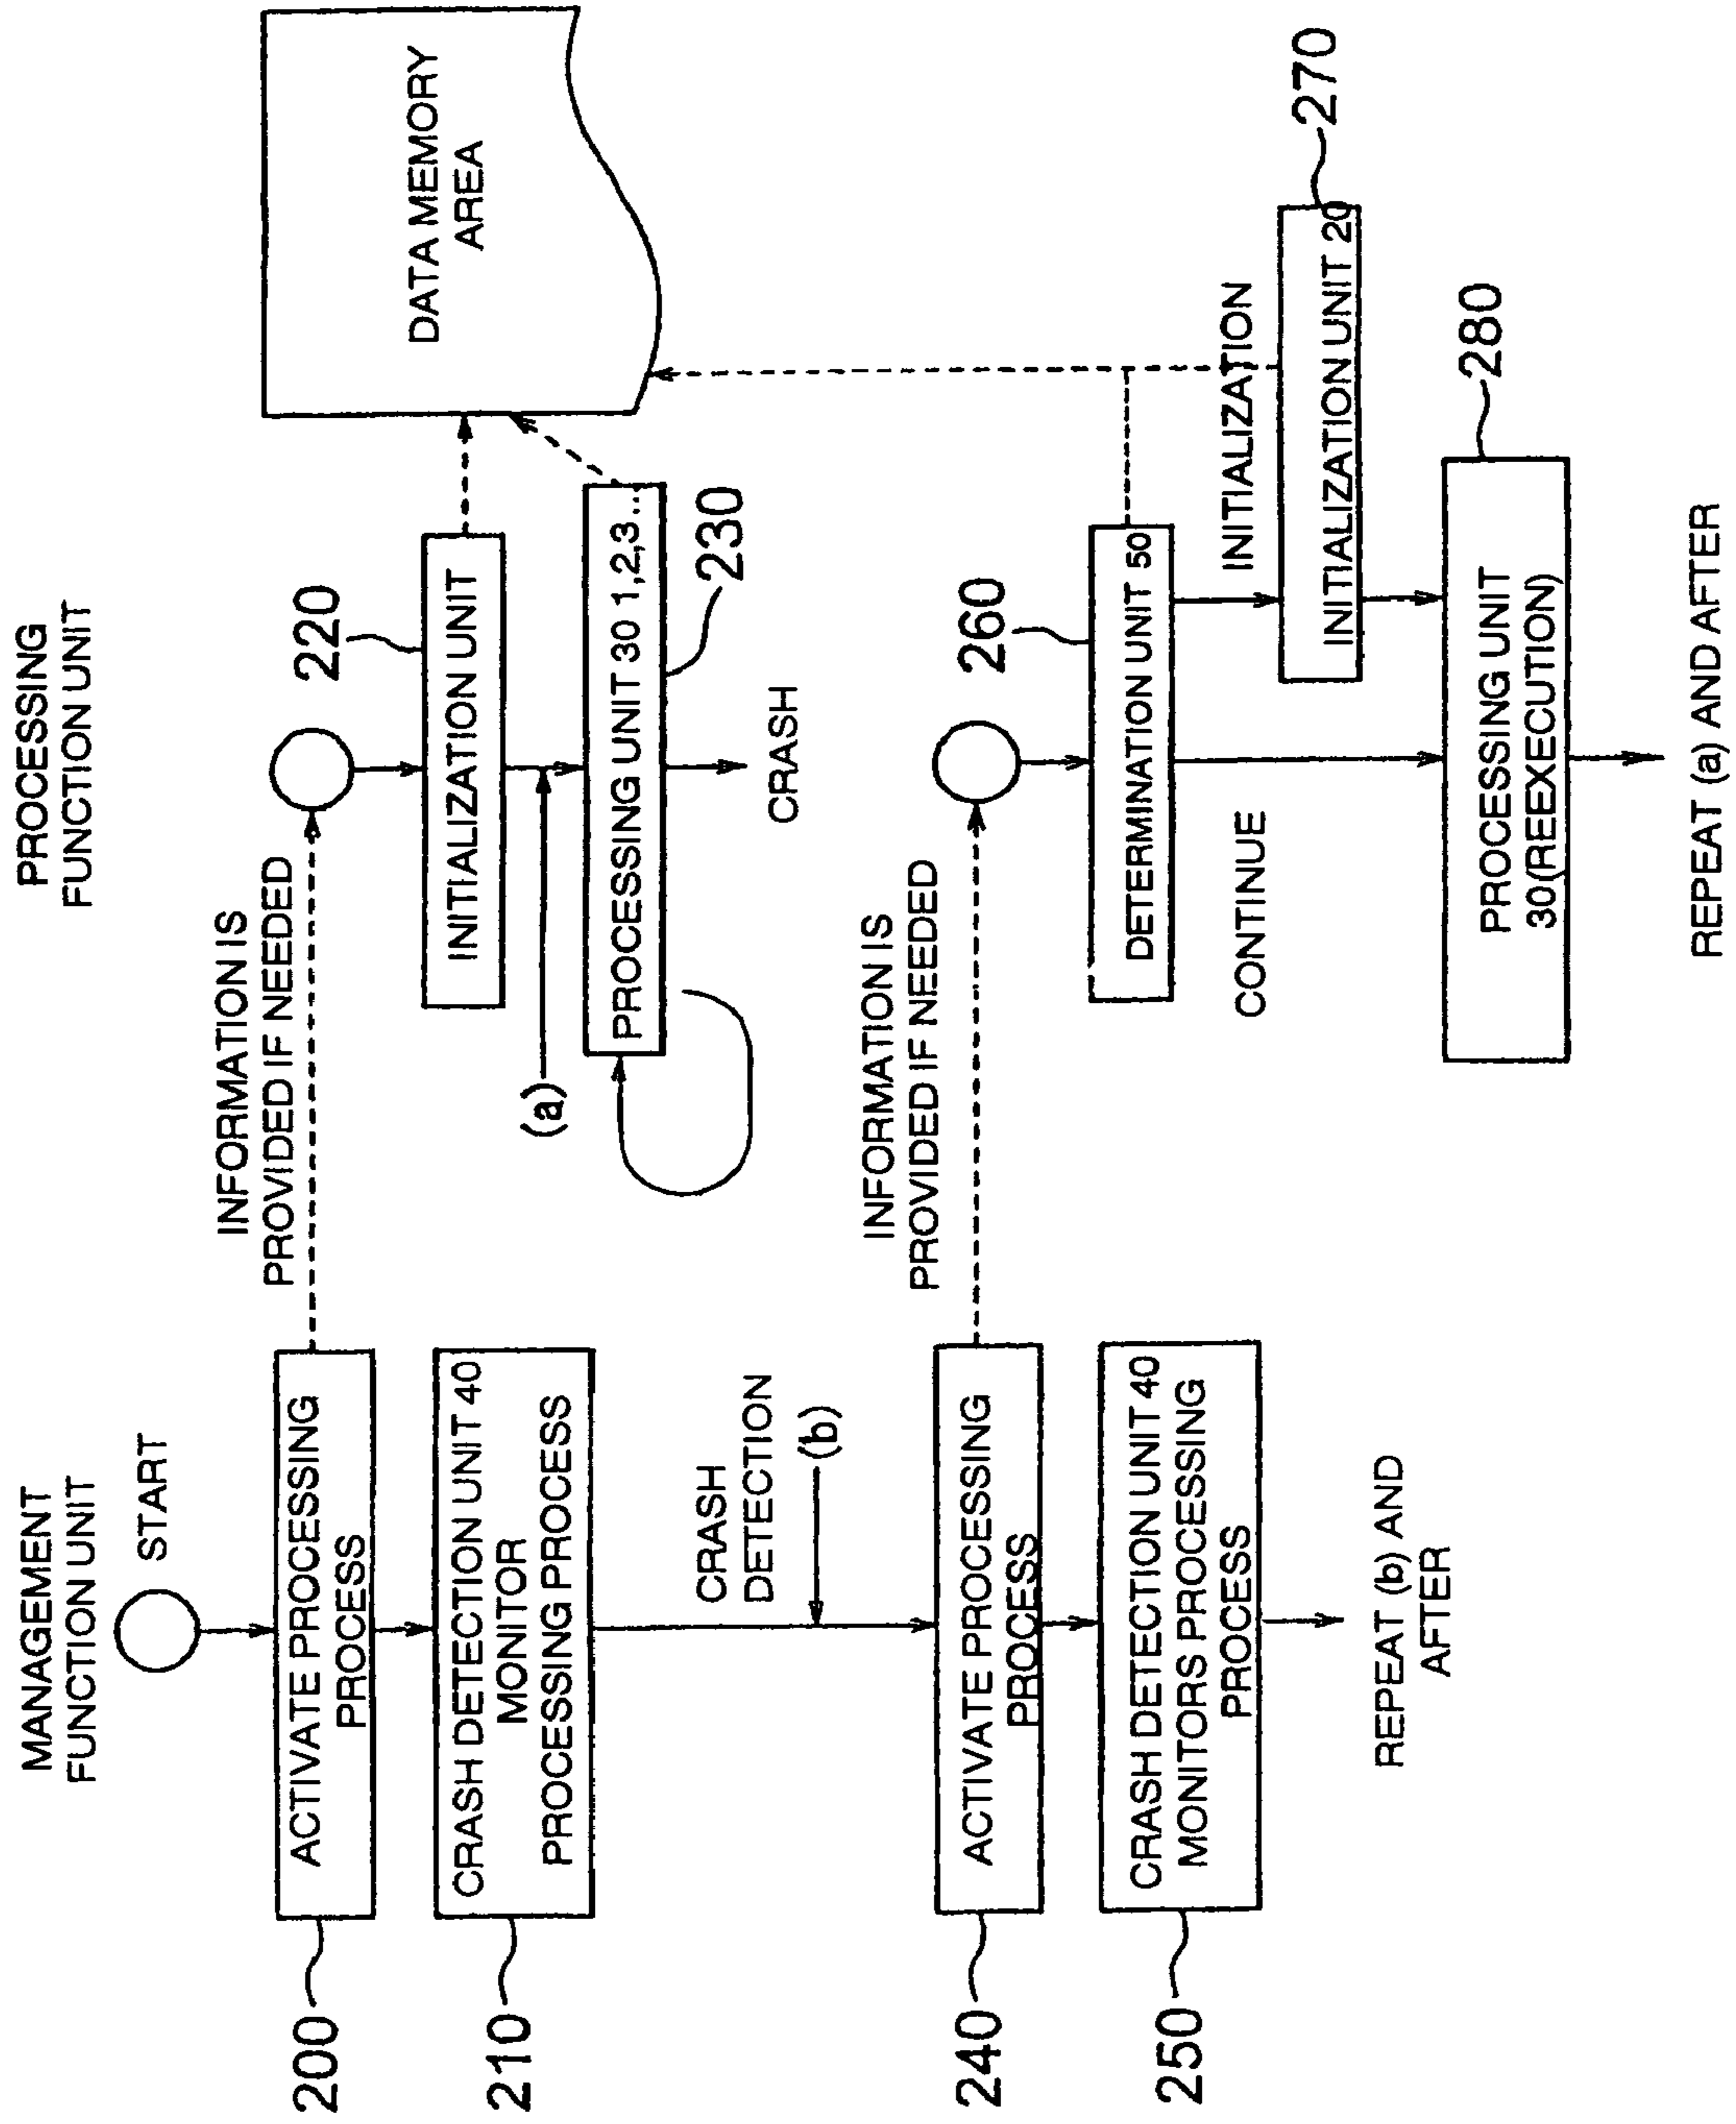 MANAGEMENT
FUNCTION UNIT
START
200
ACTIVATE PROCESSING
PROCESS
210
CRASH DETECTION UNIT 40
MONITOR
PROCESSING PROCESS
CRASH
DETECTION
(b)
240
ACTIVATE PROCESSING
PROCESS
250
CRASH DETECTION UNIT 40
MONITORS PROCESSING
PROCESS
REPEAT (b) AND
AFTER
PROCESSING
FUNCTION UNIT
INFORMATION IS
PROVIDED IF NEEDED
220
INITIALIZATION UNIT
(a)
PROCESSING UNIT 30 1,2,3...
230
CRASH
DATA MEMORY
AREA
INFORMATION IS
PROVIDED IF NEEDED
260
DETERMINATION UNIT 50
CONTINUE
INITIALIZATION
270
INITIALIZATION UNIT 20
280
PROCESSING UNIT
30(REEXECUTION)
REPEAT (a) AND AFTER